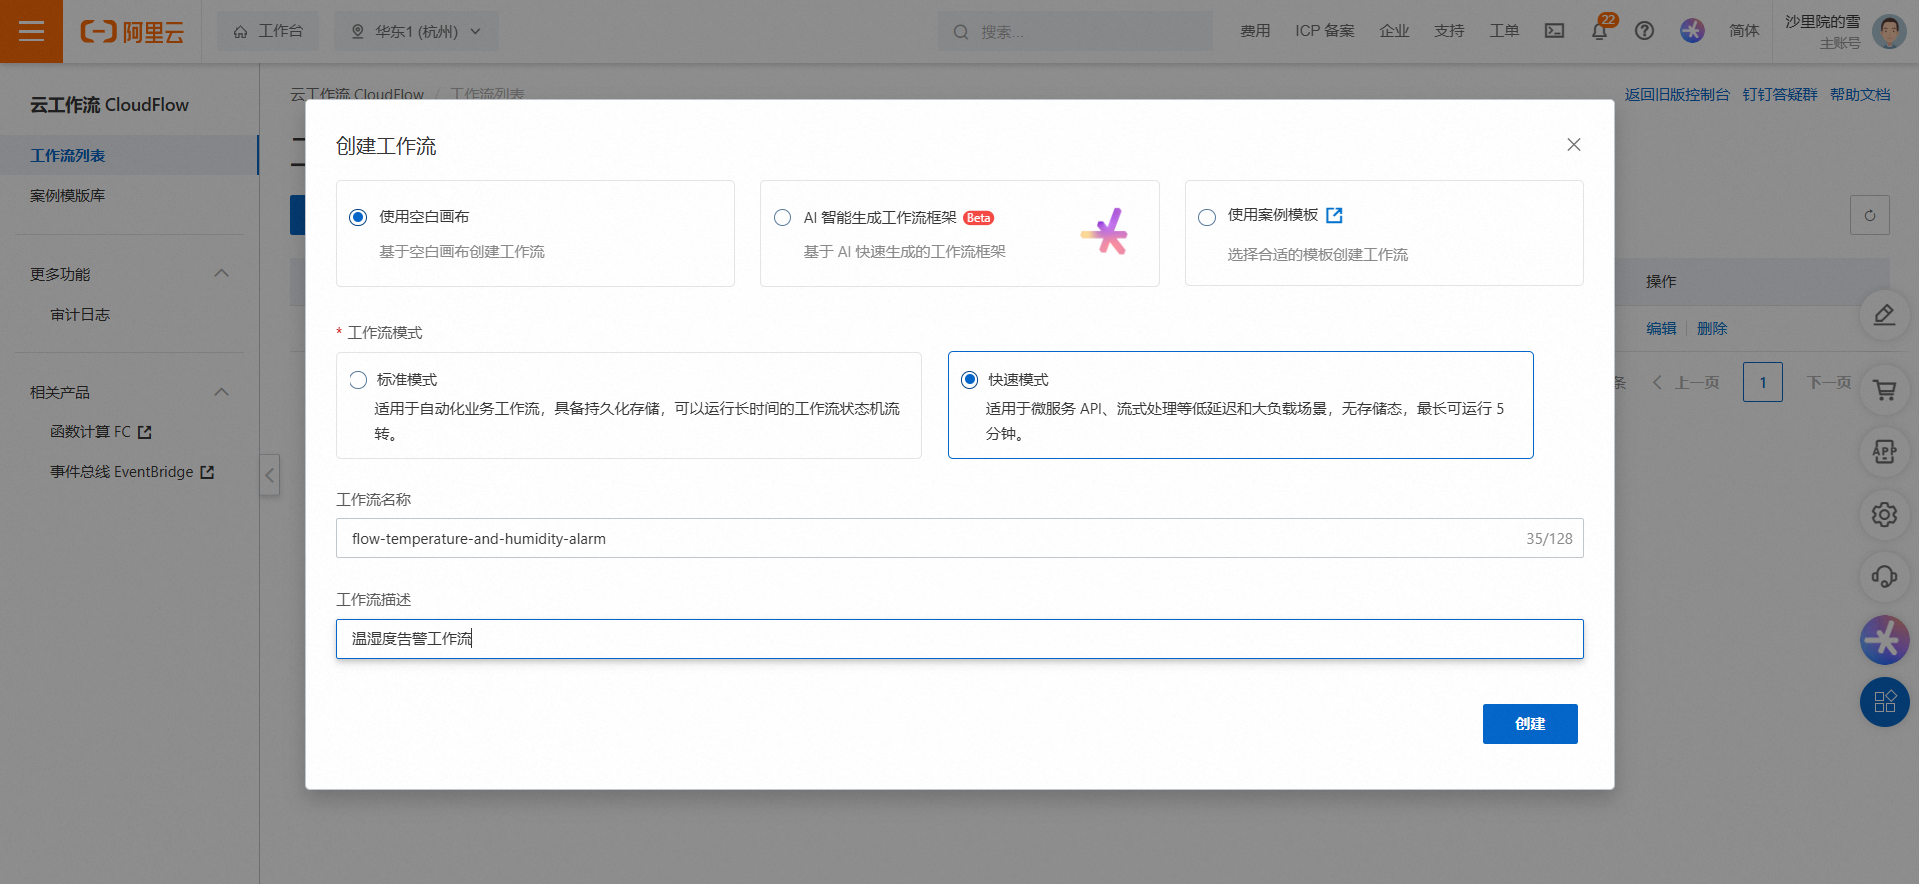 阿里云
工作台
华东1 (杭州)
搜索...
费用
ICP 备案
企业
支持
工单
22
简体
沙里院的雪
主账号
云工作流 CloudFlow
工作流列表
案例模版库
更多功能
审计日志
相关产品
函数计算 FC
事件总线 EventBridge
云工作流 CloudFlow / 工作流列表
返回旧版控制台
钉钉答疑群
帮助文档
创建工作流
使用空白画布
基于空白画布创建工作流
AI 智能生成工作流框架 Beta
基于 AI 快速生成的工作流框架
使用案例模板
选择合适的模板创建工作流
* 工作流模式
标准模式
适用于自动化业务工作流，具备持久化存储，可以运行长时间的工作流状态机流
转。
快速模式
适用于微服务 API、流式处理等低延迟和大负载场景，无存储态，最长可运行 5
分钟。
工作流名称
flow-temperature-and-humidity-alarm
35/128
工作流描述
温湿度告警工作流
创建
操作
编辑
删除
条
上一页
1
下一页
APP